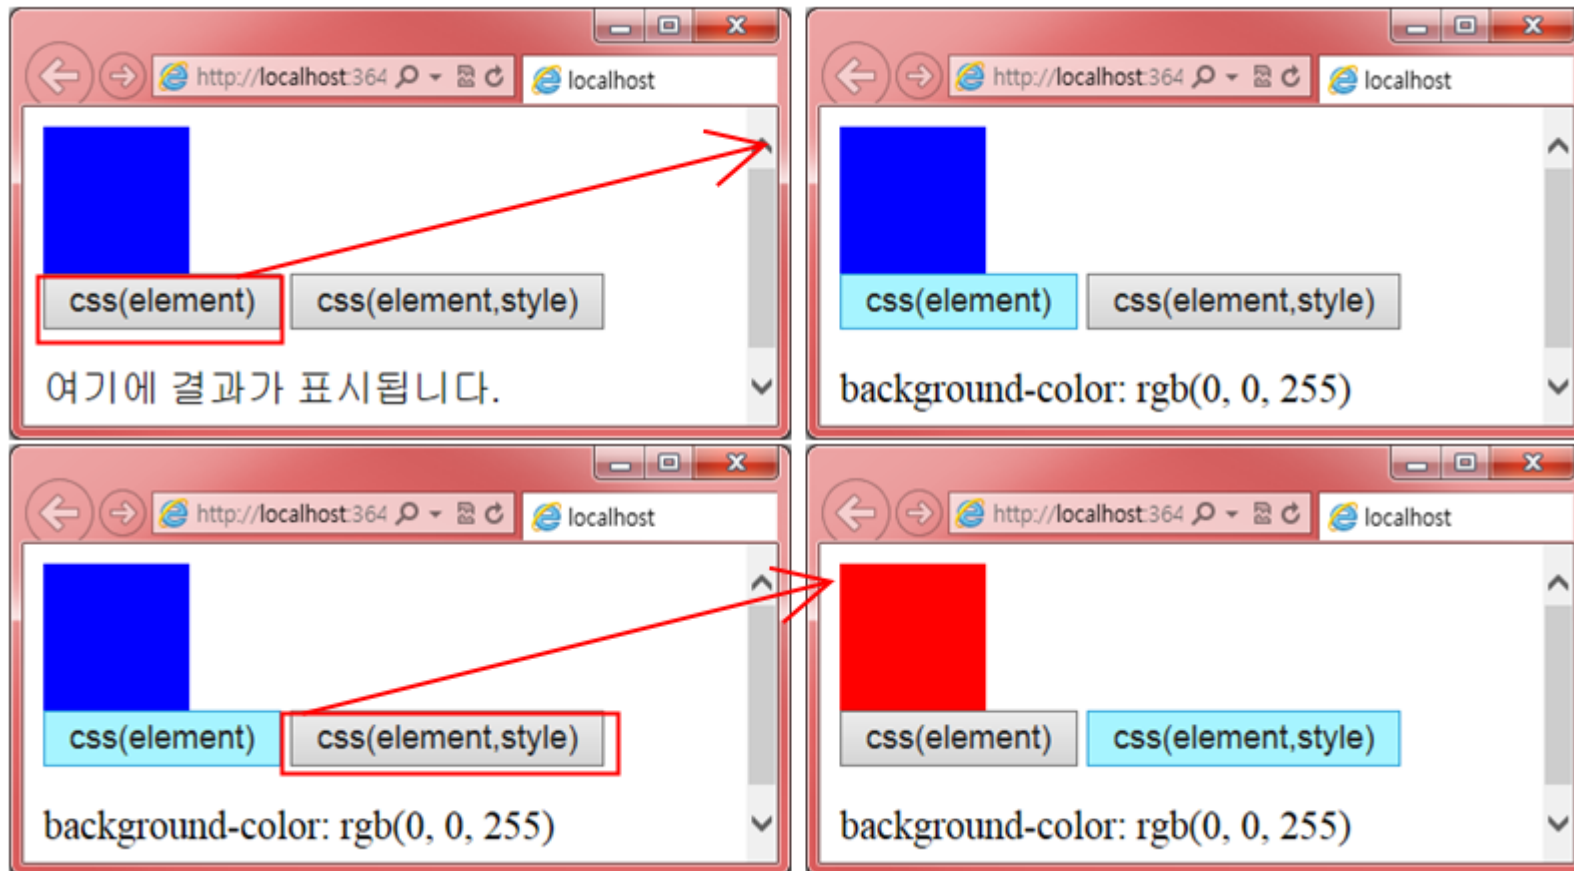 http://localhost:364
localhost
css(element)
css(element,style)
여기에 결과가 표시됩니다.
http://localhost:364
localhost
css(element)
css(element,style)
background-color: rgb(0, 0, 255)
http://localhost:364
localhost
css(element)
css(element,style)
background-color: rgb(0, 0, 255)
http://localhost:364
localhost
css(element)
css(element,style)
background-color: rgb(0, 0, 255)